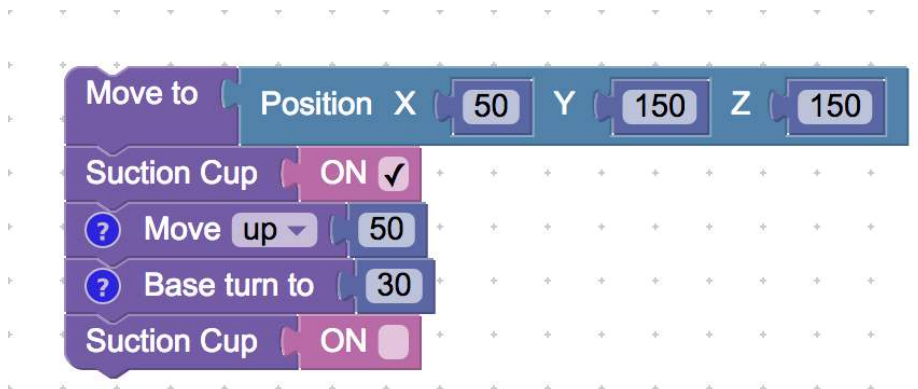 Move to Position X 50 Y 150 Z 150
Suction Cup ON ✓
? Move up 50
? Base turn to 30
Suction Cup ON